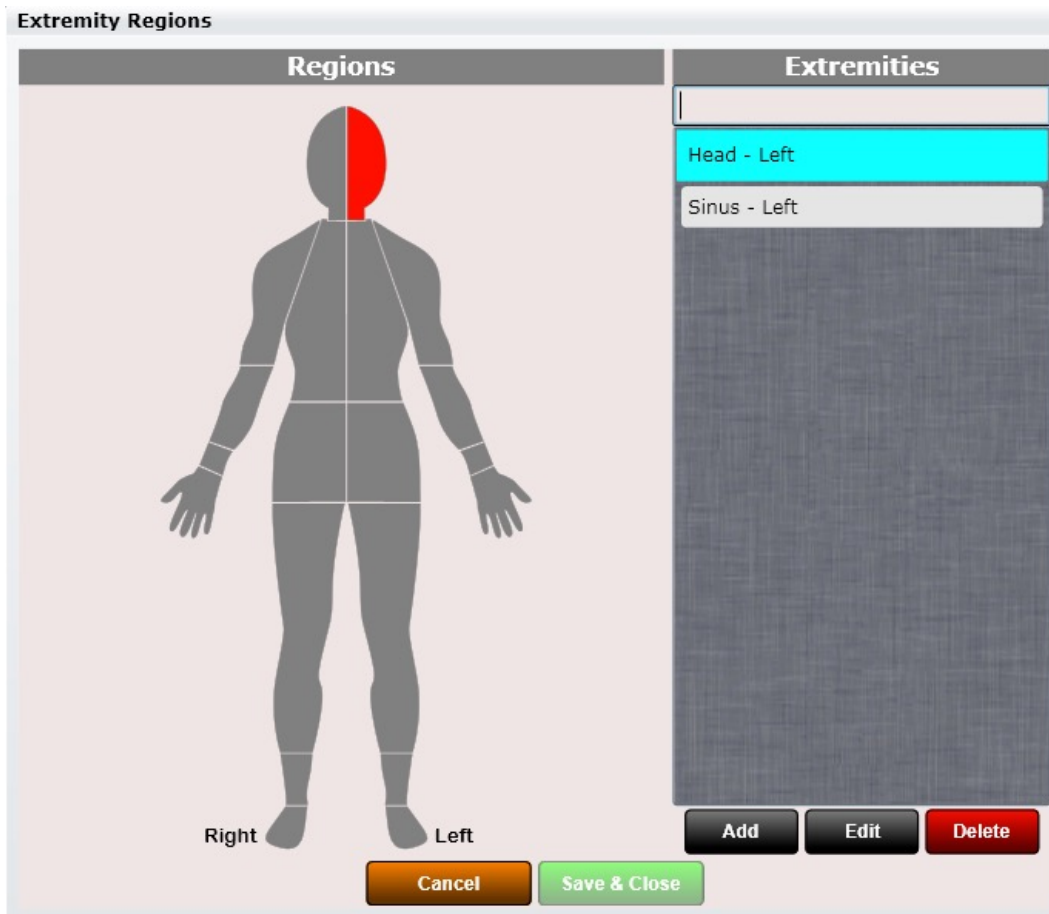 Extremity Regions
Regions
Extremities
Head - Left
Sinus - Left
Add Edit Delete
Right Left
Cancel Save & Close